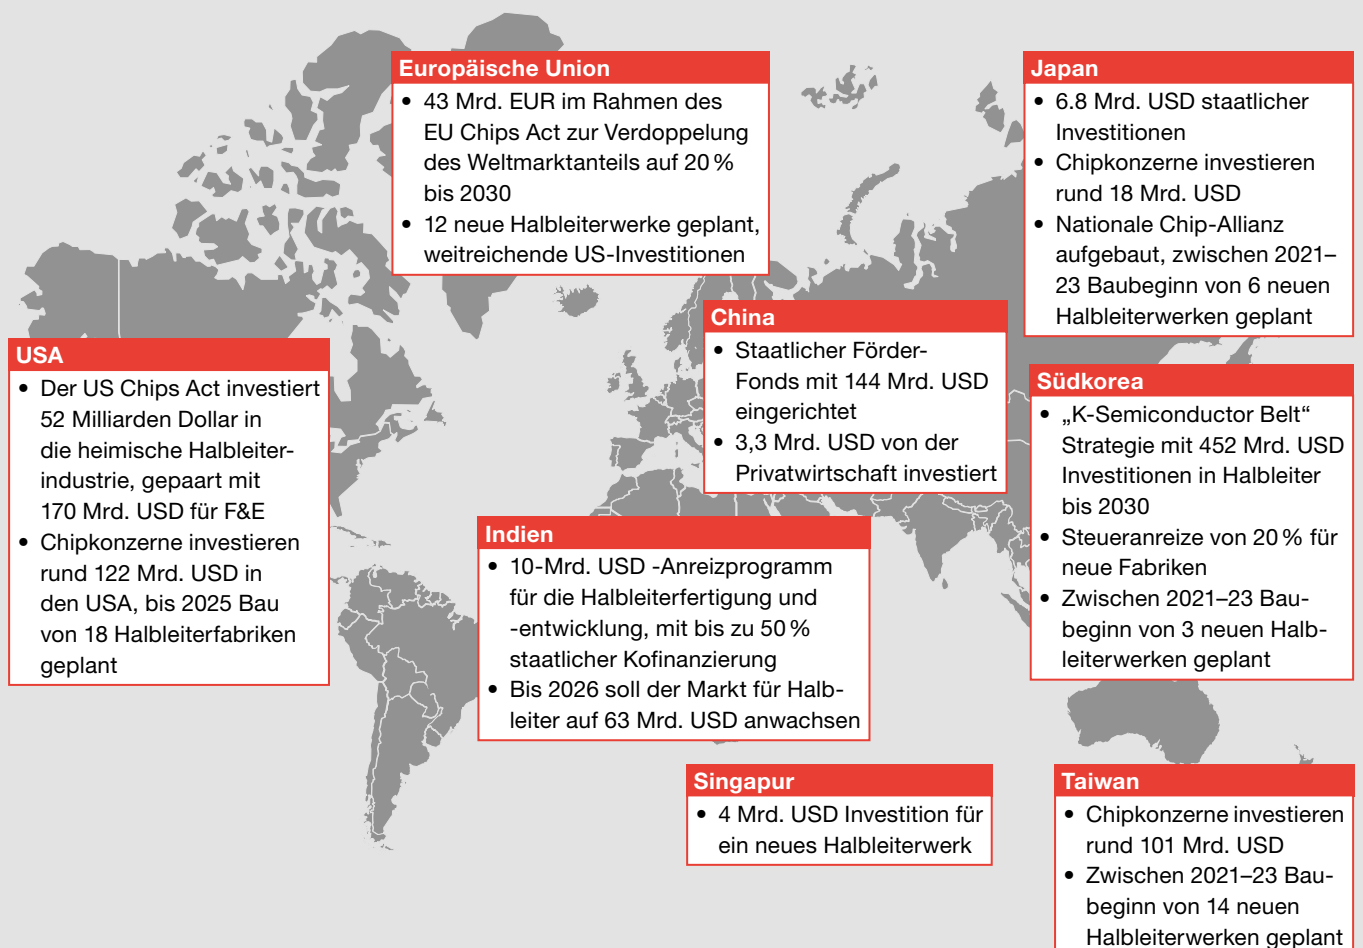 Europäische Union
• 43 Mrd. EUR im Rahmen des
EU Chips Act zur Verdoppelung
des Weltmarktanteils auf 20 %
bis 2030
• 12 neue Halbleiterwerke geplant,
weitreichende US-Investitionen
Japan
• 6.8 Mrd. USD staatlicher
Investitionen
• Chipkonzerne investieren
rund 18 Mrd. USD
• Nationale Chip-Allianz
aufgebaut, zwischen 2021–
23 Baubeginn von 6 neuen
Halbleiterwerken geplant
China
• Staatlicher Förder-
Fonds mit 144 Mrd. USD
eingerichtet
• 3,3 Mrd. USD von der
Privatwirtschaft investiert
USA
• Der US Chips Act investiert
52 Milliarden Dollar in
die heimische Halbleiter-
industrie, gepaart mit
170 Mrd. USD für F&E
• Chipkonzerne investieren
rund 122 Mrd. USD in
den USA, bis 2025 Bau
von 18 Halbleiterfabriken
geplant
Südkorea
• „K-Semiconductor Belt“
Strategie mit 452 Mrd. USD
Investitionen in Halbleiter
bis 2030
• Steueranreize von 20 % für
neue Fabriken
• Zwischen 2021–23 Bau-
beginn von 3 neuen Halb-
leiterwerken geplant
Indien
• 10-Mrd. USD -Anreizprogramm
für die Halbleiterfertigung und
-entwicklung, mit bis zu 50 %
staatlicher Kofinanzierung
• Bis 2026 soll der Markt für Halb-
leiter auf 63 Mrd. USD anwachsen
Singapur
• 4 Mrd. USD Investition für
ein neues Halbleiterwerk
Taiwan
• Chipkonzerne investieren
rund 101 Mrd. USD
• Zwischen 2021–23 Bau-
beginn von 14 neuen
Halbleiterwerken geplant